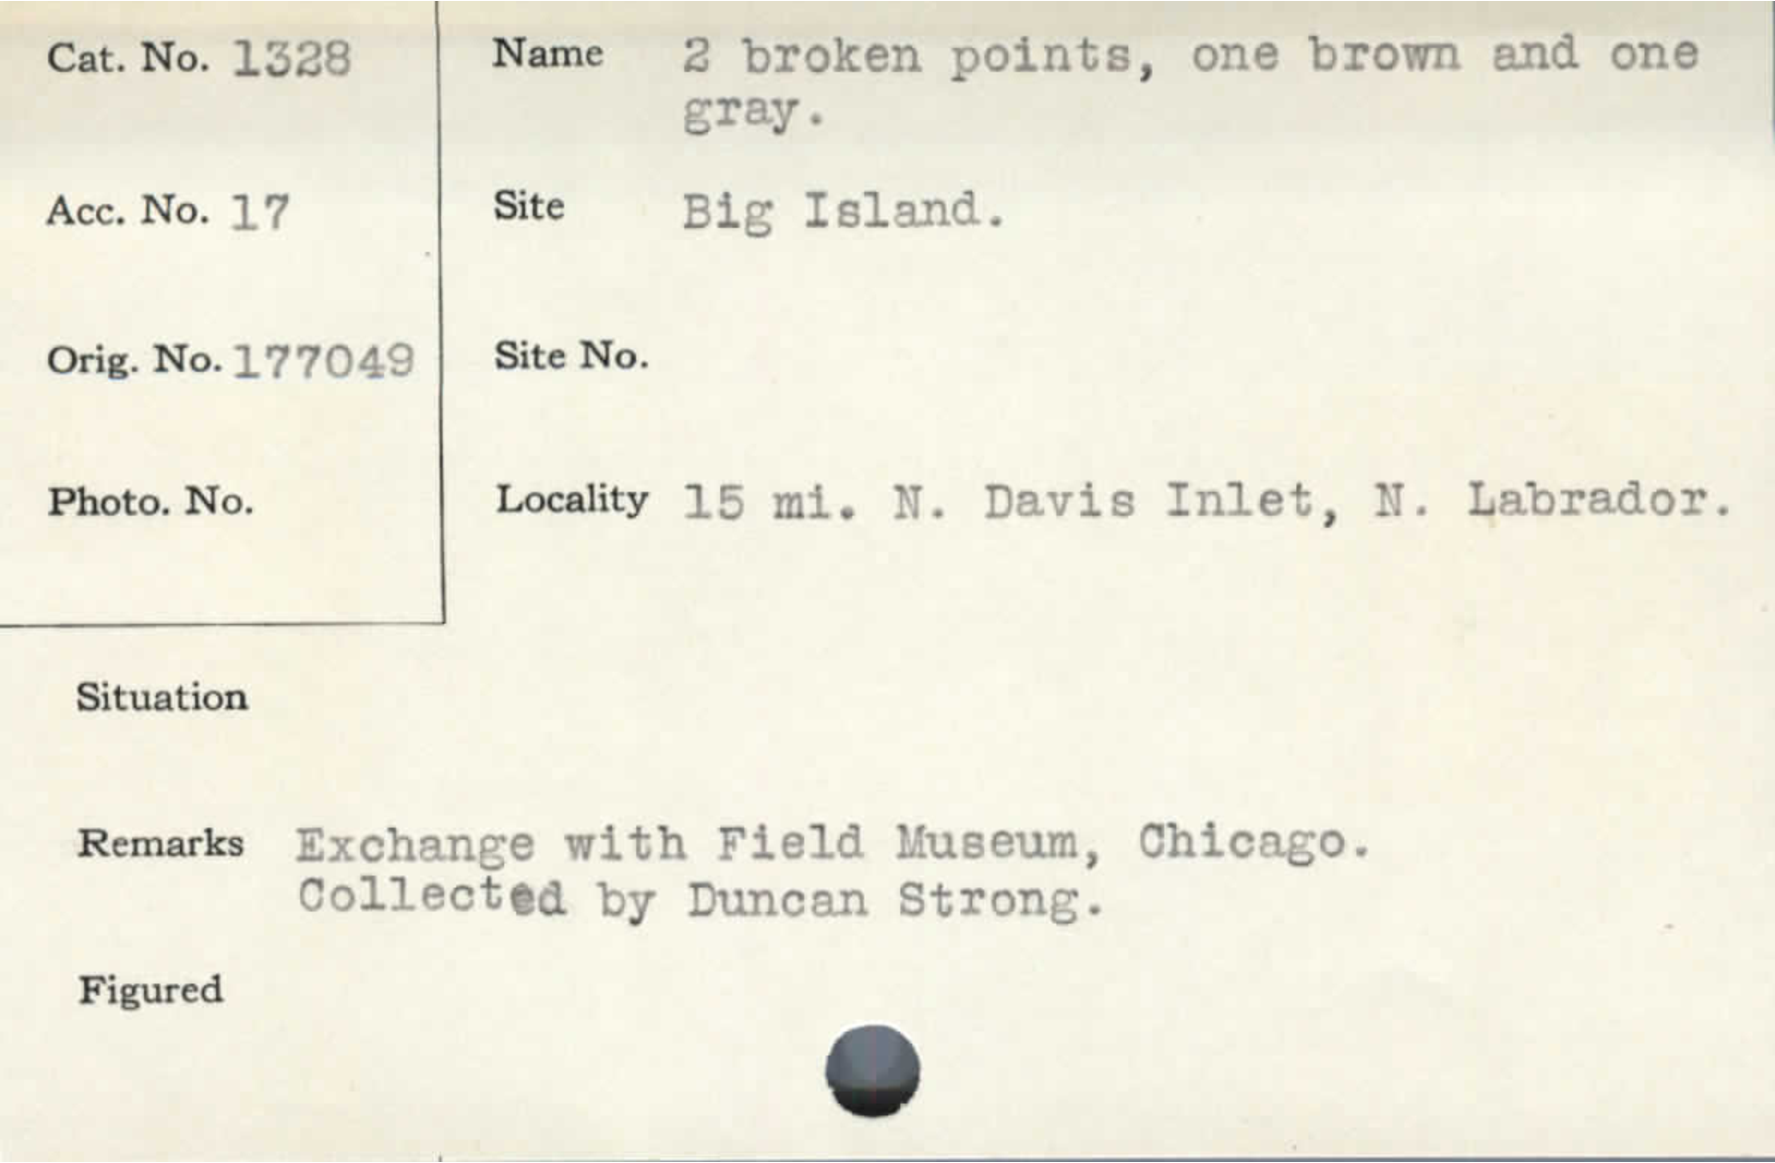 Cat. No. 1328
Name 2 broken points, one brown and one
gray.
Acc. No. 17
Site Big Island.
Orig. No. 177049
Site No.
Photo. No.
Locality 15 mi. N. Davis Inlet, N. Labrador.
Situation
Remarks Exchange with Field Museum, Chicago.
Collected by Duncan Strong.
Figured